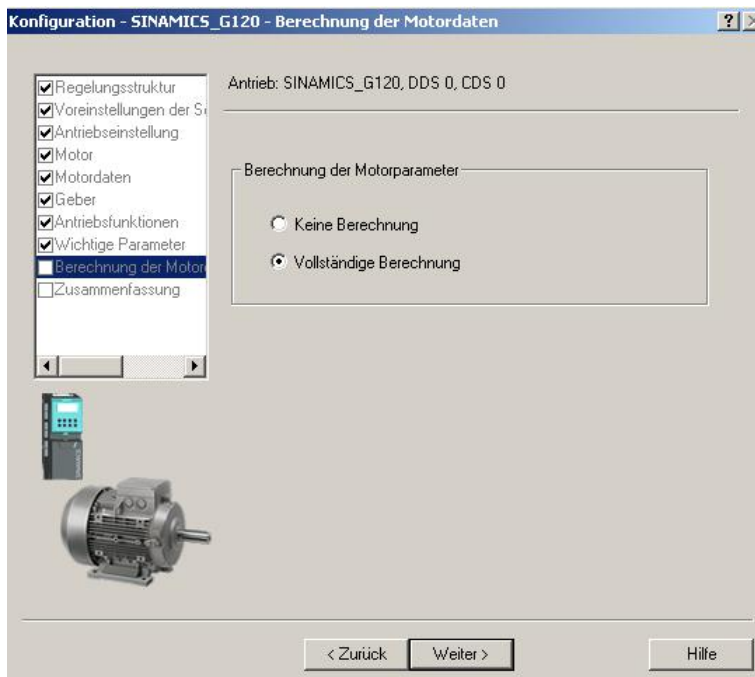 Konfiguration - SINAMICS_G120 - Berechnung der Motordaten
Regelungsstruktur
Voreinstellungen der S
Antriebseinstellung
Motor
Motordaten
Geber
Antriebsfunktionen
Wichtige Parameter
Berechnung der Motor
Zusammenfassung
Antrieb: SINAMICS_G120, DDS 0, CDS 0
Berechnung der Motorparameter
Keine Berechnung
Vollständige Berechnung
SINAMICS
< Zurück
Weiter >
Hilfe